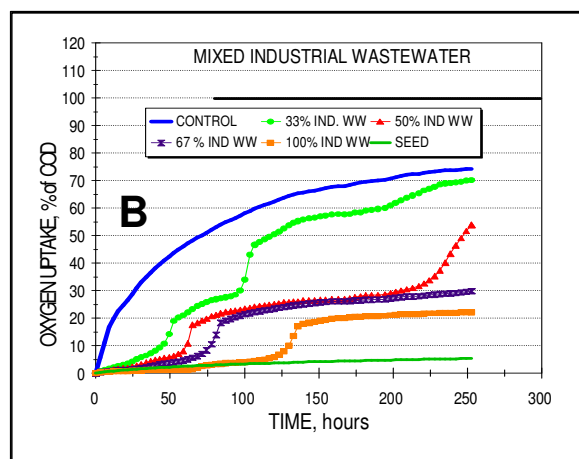 MIXED INDUSTRIAL WASTEWATER
CONTROL 33% IND. WW 50% IND WW
67 % IND WW 100% IND WW SEED
B
OXYGEN UPTAKE, % of COD
120
110
100
90
80
70
60
50
40
30
20
10
0
0 50 100 150 200 250 300
TIME, hours